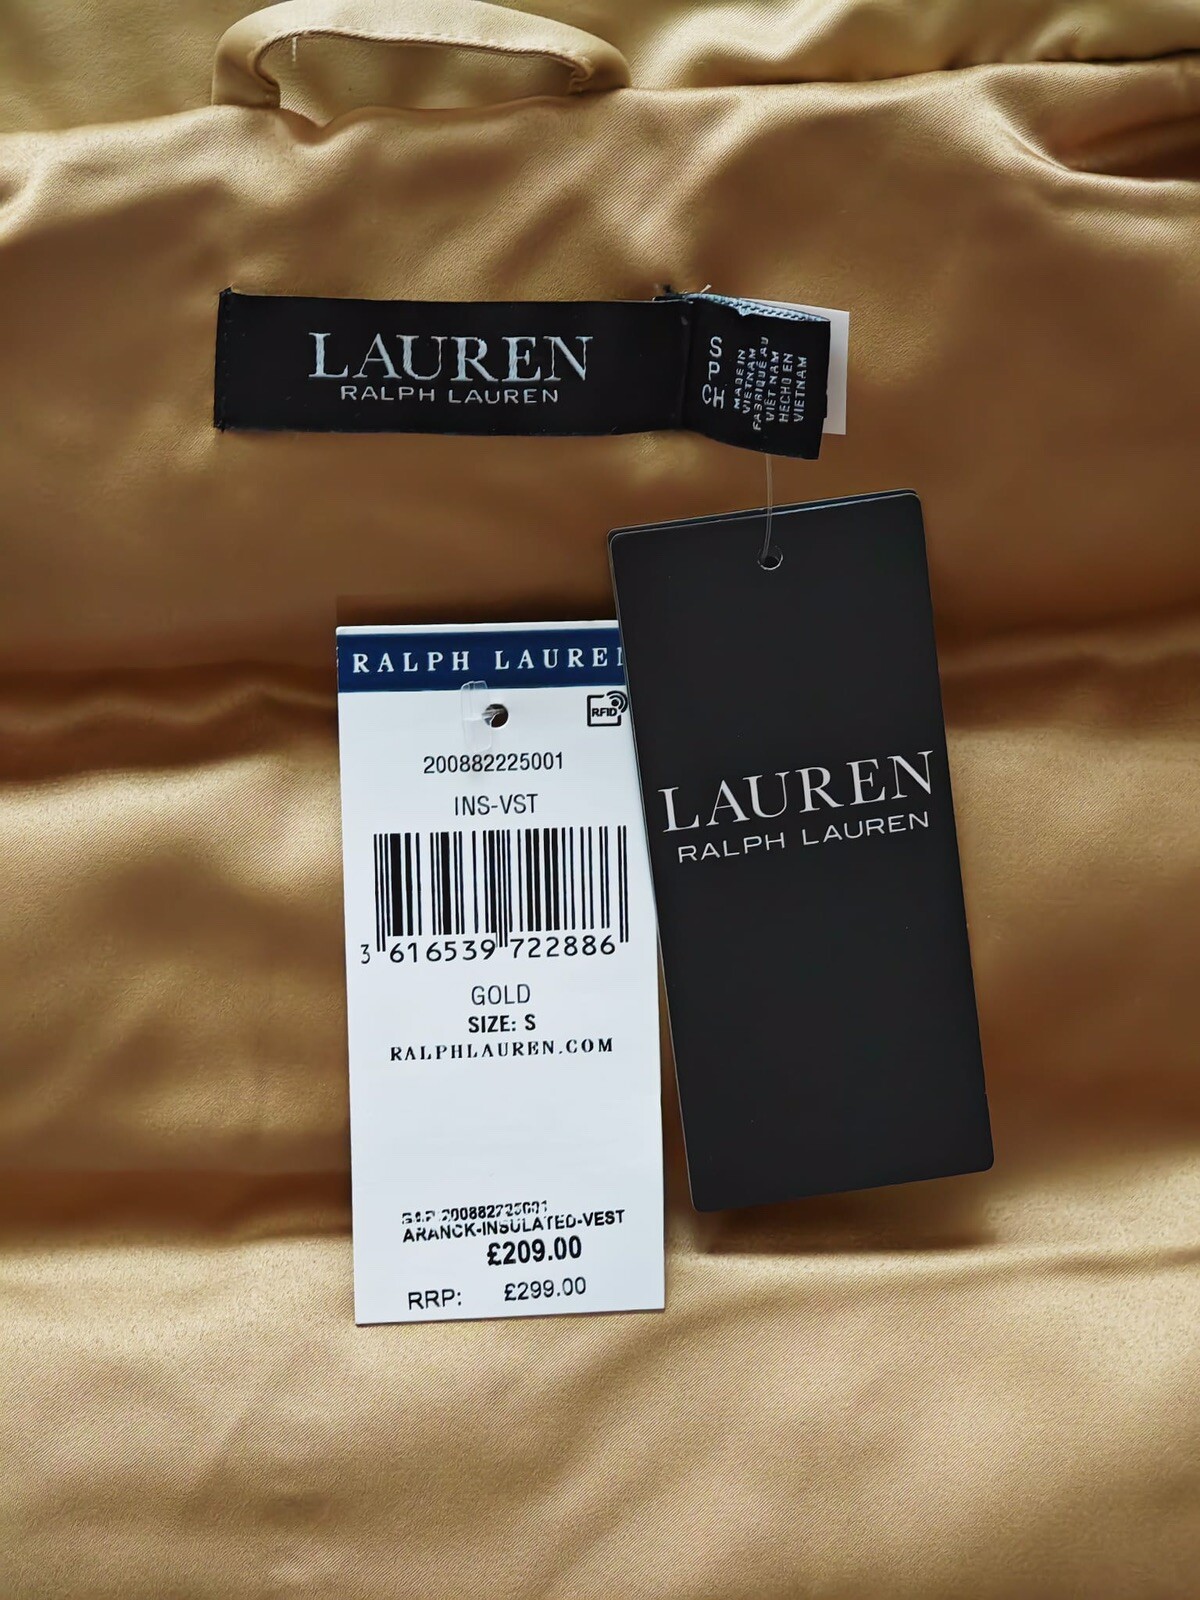 LAUREN
RALPH LAUREN
S
P
CH
MADE IN
VIETNAM
FABRIQUÉ AU
VIET NAM
HECHO EN
VIETNAM
RALPH LAUREN
RFID
200882225001
INS-VST
3 616539 722886
GOLD
SIZE: S
RALPHLAUREN.COM
200882225001
ARANCK-INSULATED-VEST
£209.00
RRP: £299.00
LAUREN
RALPH LAUREN